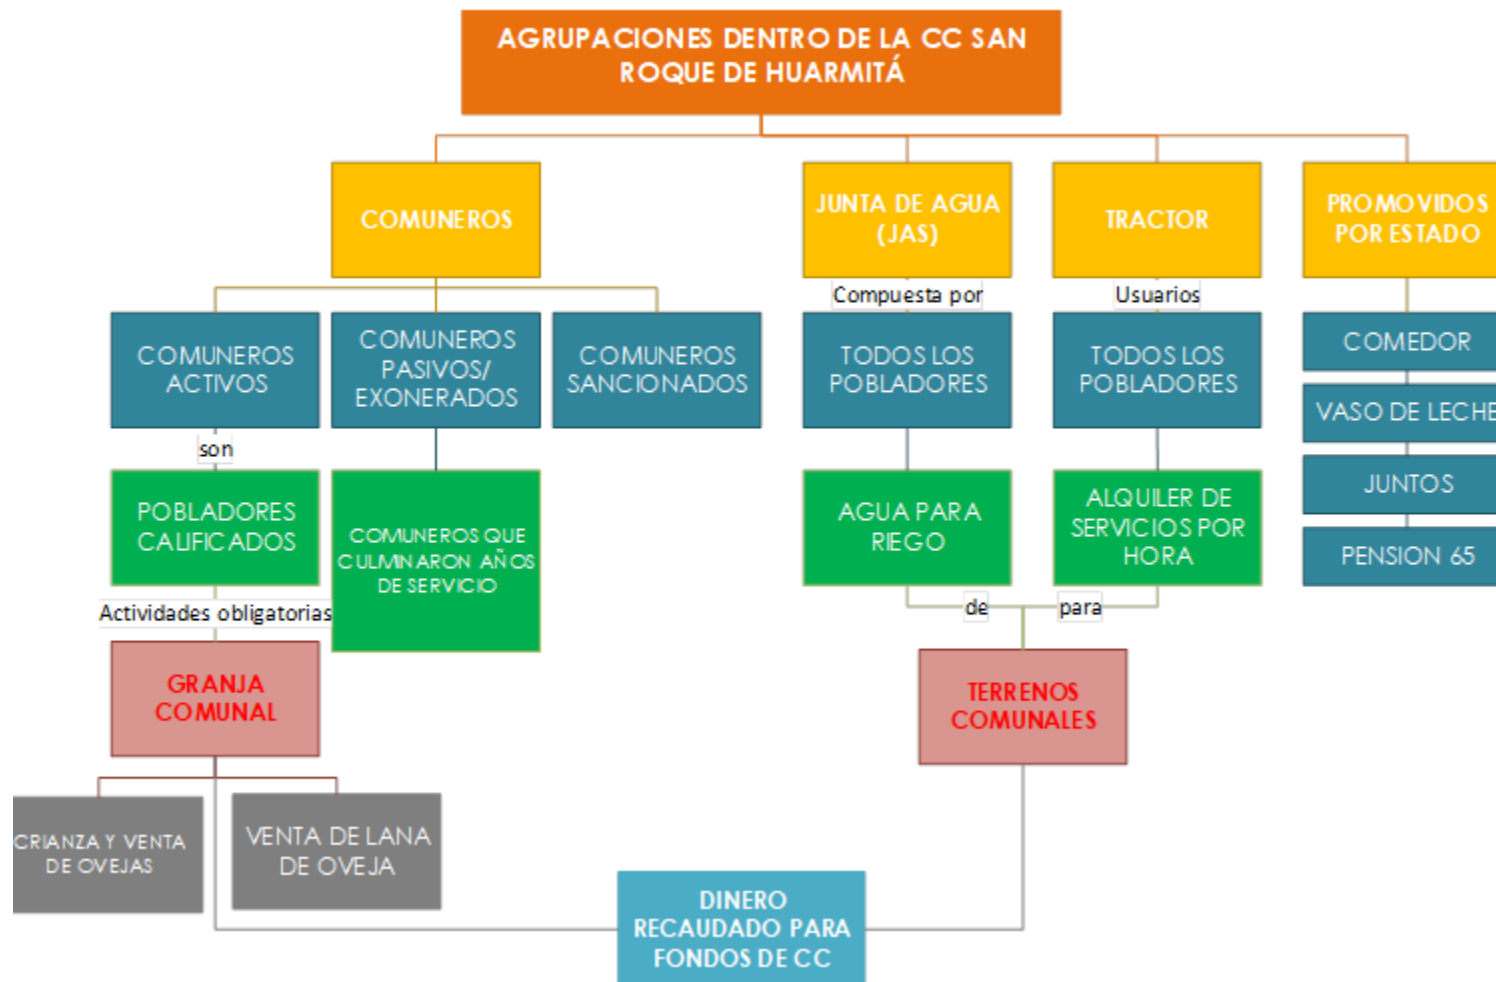 AGRUPACIONES DENTRO DE LA CC SAN
ROQUE DE HUARMITÁ
COMUNEROS
JUNTA DE AGUA
(JAS)
TRACTOR
PROMOVIDOS
POR ESTADO
Compuesta por
Usuarios
COMUNEROS
ACTIVOS
COMUNEROS
PASIVOS/
EXONERADOS
COMUNEROS
SANCIONADOS
TODOS LOS
POBLADORES
TODOS LOS
POBLADORES
COMEDOR
VASO DE LECHE
JUNTOS
PENSION 65
son
POBLADORES
CALIFICADOS
COMUNEROS QUE
CULMINARON AÑOS
DE SERVICIO
AGUA PARA
RIEGO
ALQUILER DE
SERVICIOS POR
HORA
Actividades obligatorias
de
para
GRANJA
COMUNAL
TERRENOS
COMUNALES
CRIANZA Y VENTA
DE OVEJAS
VENTA DE LANA
DE OVEJA
DINERO
RECAUDADO PARA
FONDOS DE CC